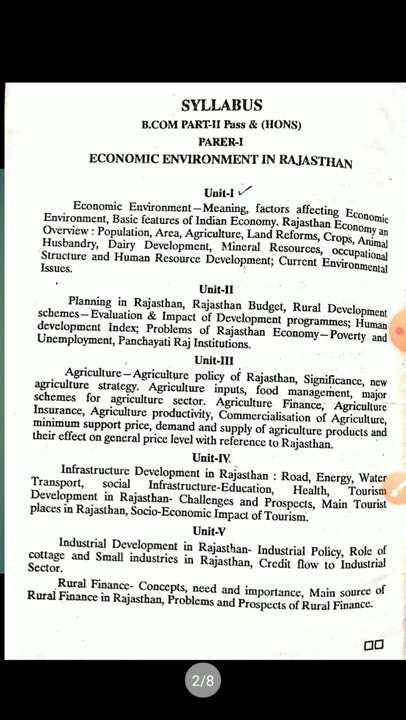 SYLLABUS
B.COM PART-II Pass & (HONS)
PARER-I
ECONOMIC ENVIRONMENT IN RAJASTHAN
Unit-I
Economic Environment—Meaning, factors affecting Economic
Environment, Basic features of Indian Economy. Rajasthan Economy an
Overview : Population, Area, Agriculture, Land Reforms, Crops, Animal
Husbandry, Dairy Development, Mineral Resources, occupational
Structure and Human Resource Development; Current Environmental
Issues.
Unit-II
Planning in Rajasthan, Rajasthan Budget, Rural Development
schemes—Evaluation & Impact of Development programmes; Human
development Index; Problems of Rajasthan Economy—Poverty and
Unemployment, Panchayati Raj Institutions.
Unit-III
Agriculture—Agriculture policy of Rajasthan, Significance, new
agriculture strategy. Agriculture inputs, food management, major
schemes for agriculture sector. Agriculture Finance, Agriculture
Insurance, Agriculture productivity, Commercialisation of Agriculture,
minimum support price, demand and supply of agriculture products and
their effect on general price level with reference to Rajasthan.
Unit-IV
Infrastructure Development in Rajasthan : Road, Energy, Water
Transport, social Infrastructure-Education, Health, Tourism
Development in Rajasthan- Challenges and Prospects, Main Tourist
places in Rajasthan, Socio-Economic Impact of Tourism.
Unit-V
Industrial Development in Rajasthan- Industrial Policy, Role of
cottage and Small industries in Rajasthan, Credit flow to Industrial
Sector.
Rural Finance- Concepts, need and importance, Main source of
Rural Finance in Rajasthan, Problems and Prospects of Rural Finance.
2/8